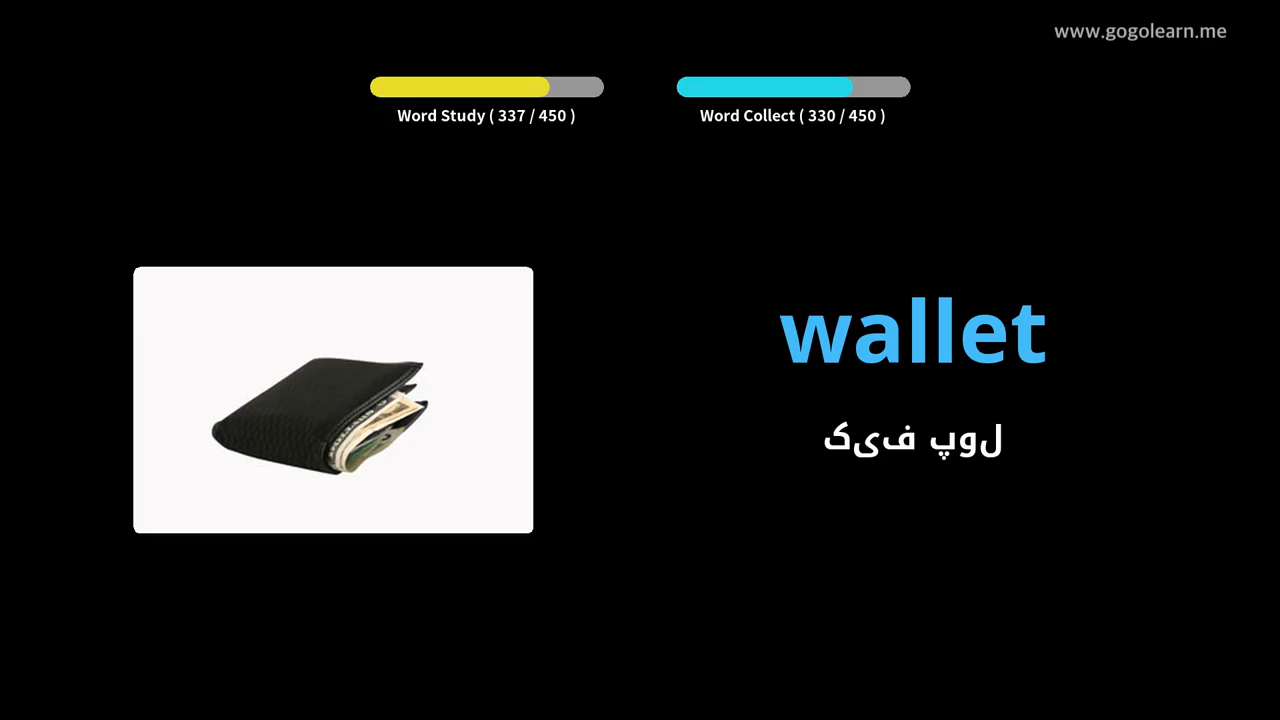 www.gogolearn.me
Word Study ( 337 / 450 )
Word Collect ( 330 / 450 )
wallet
کیف پول